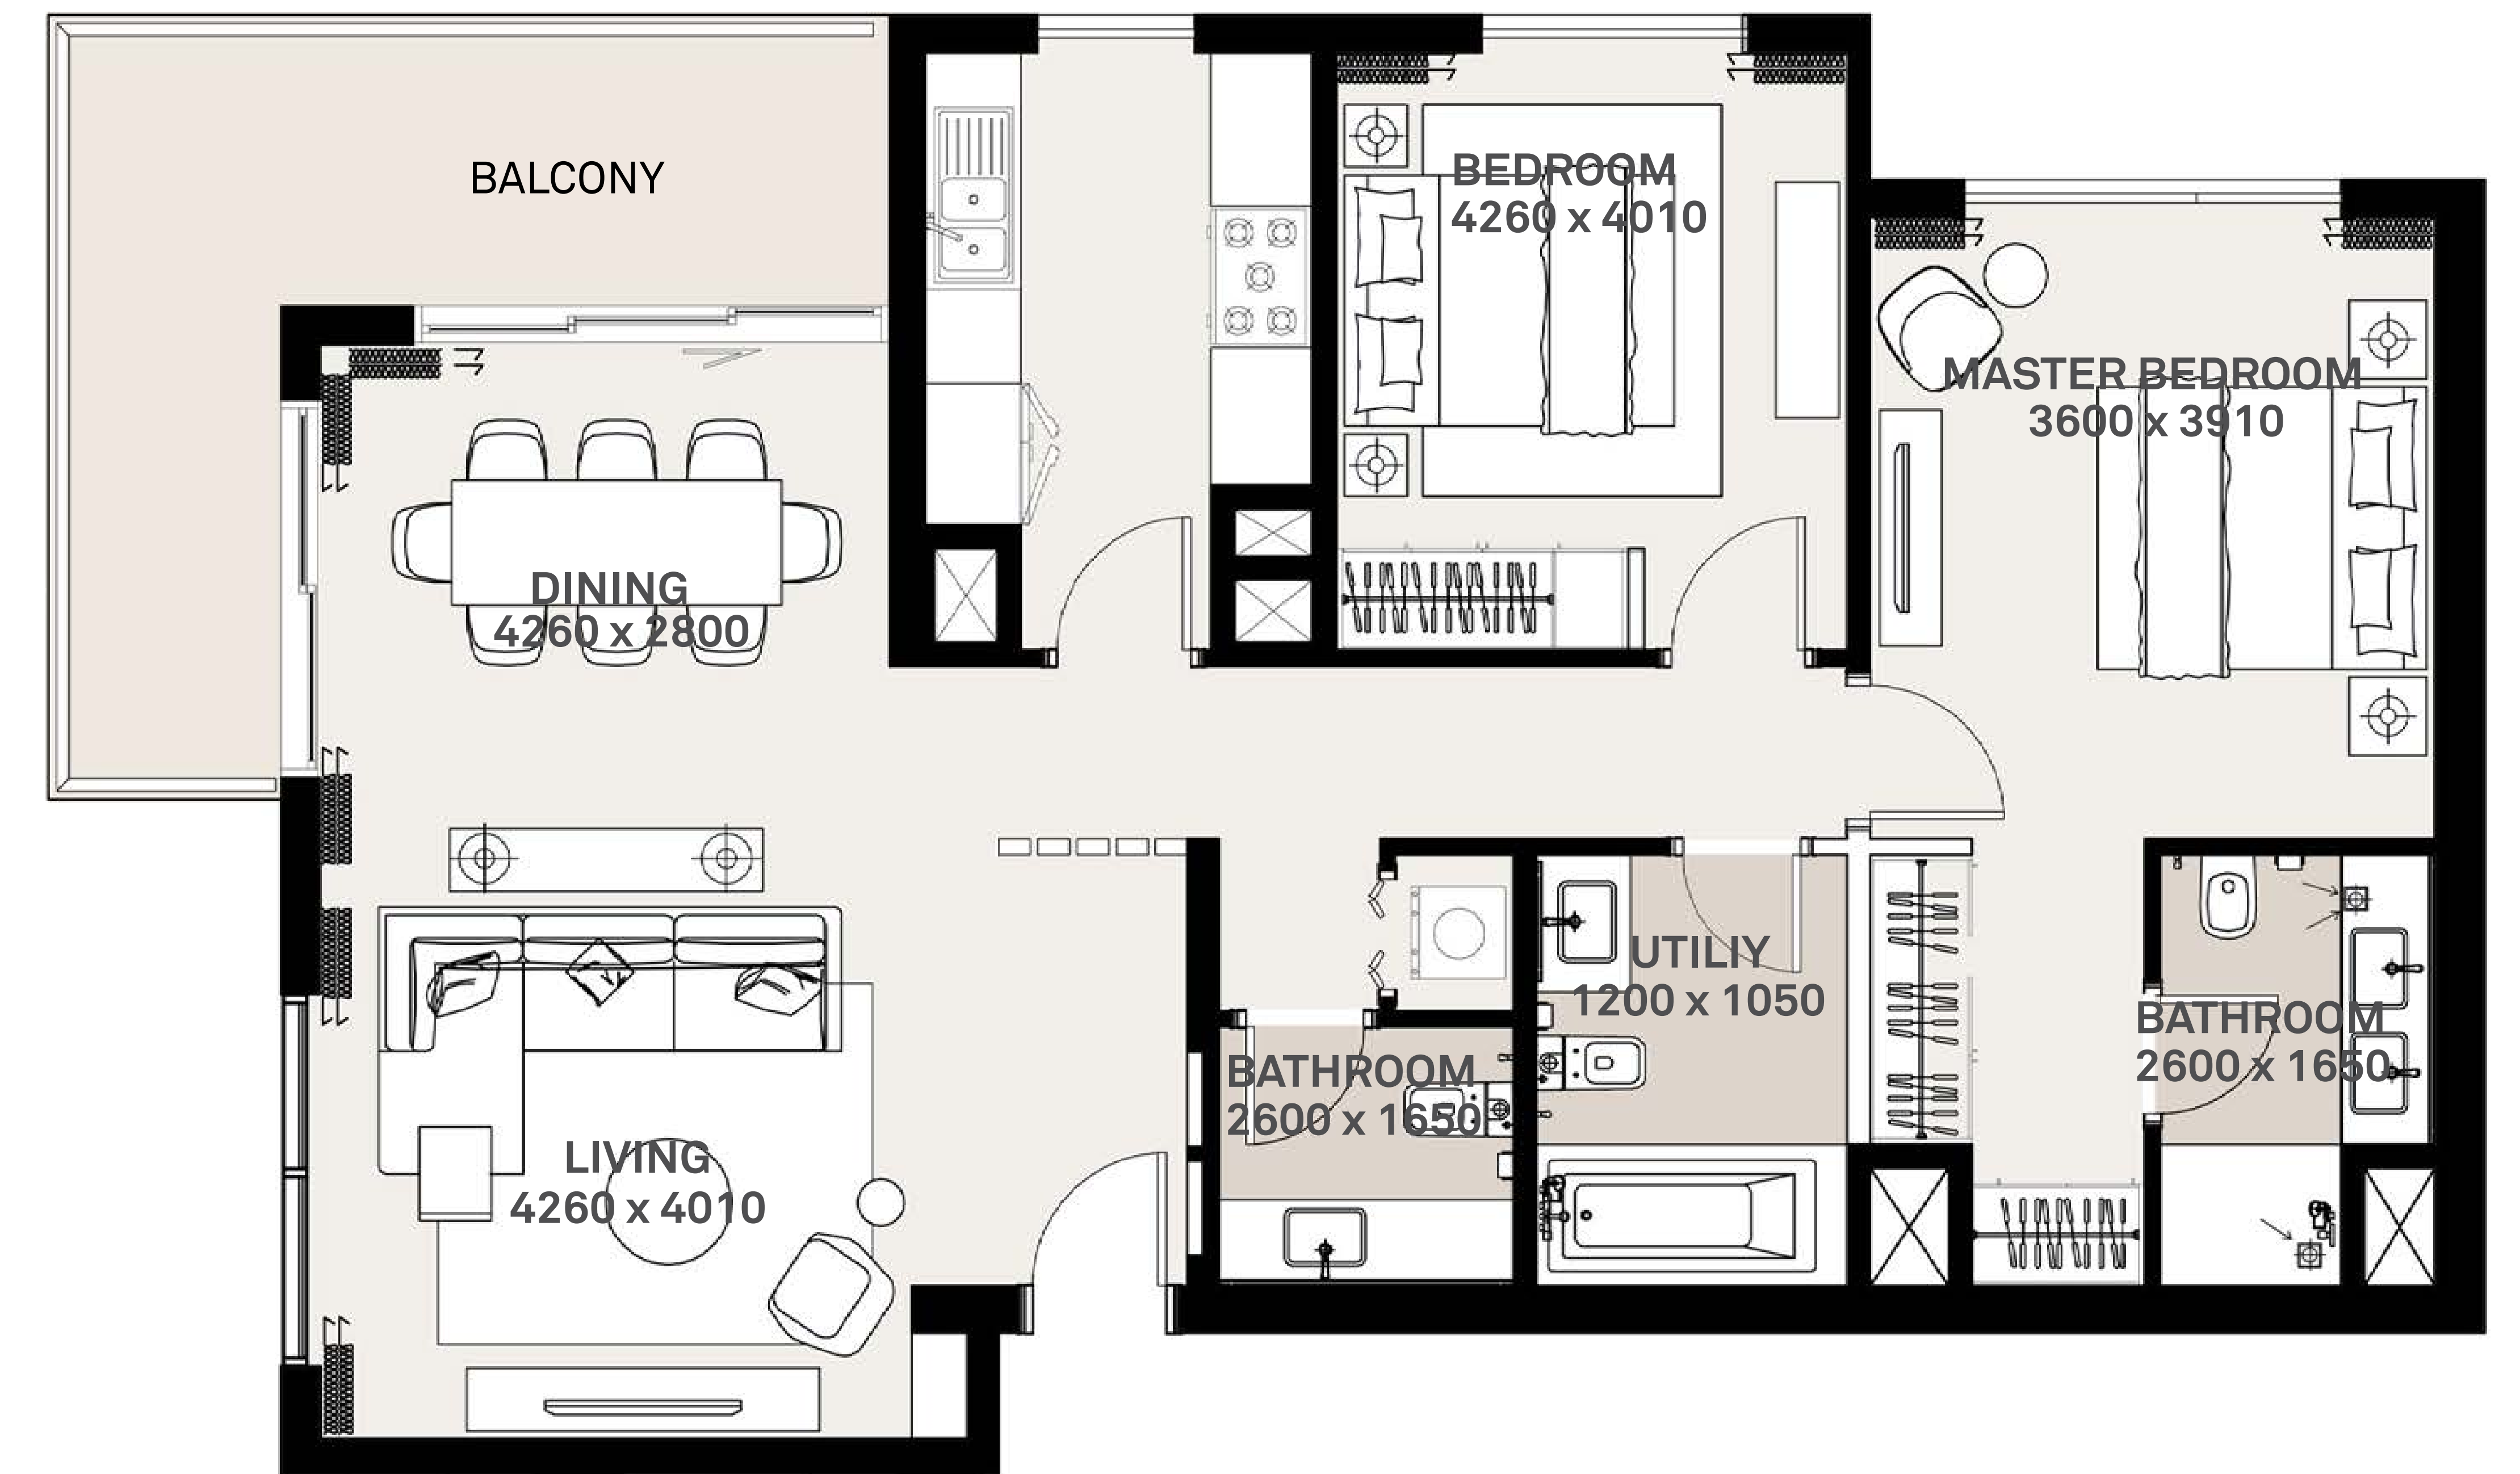 BALCONY
BEDROOM
4260 x 4010
MASTER BEDROOM
3600 x 3910
DINING
4260 x 2800
UTILIY
1200 x 1050
BATHROOM
2600 x 1650
BATHROOM
2600 x 1650
LIVING
4260 x 4010